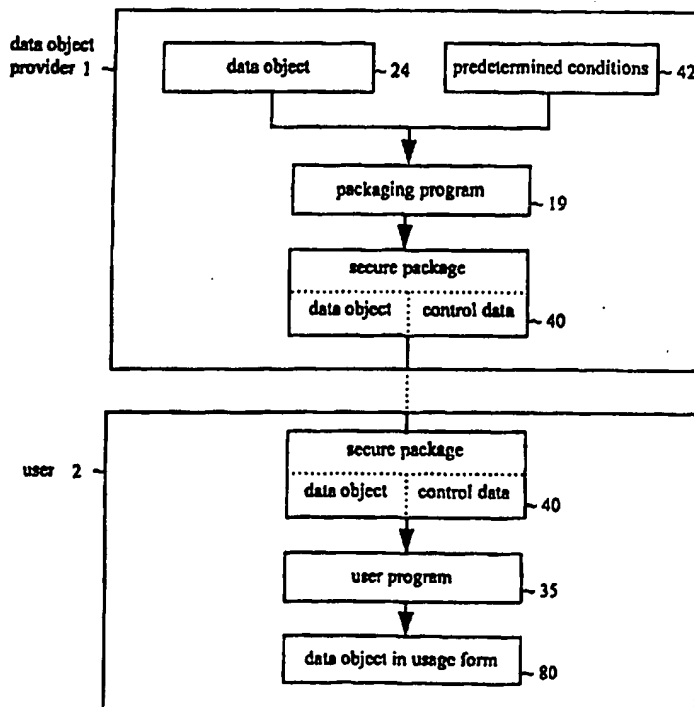 data object
provider 1
data object
24
predetermined conditions
42
packaging program
19
secure package
data object
control data
40
user 2
secure package
data object
control data
40
user program
35
data object in usage form
80